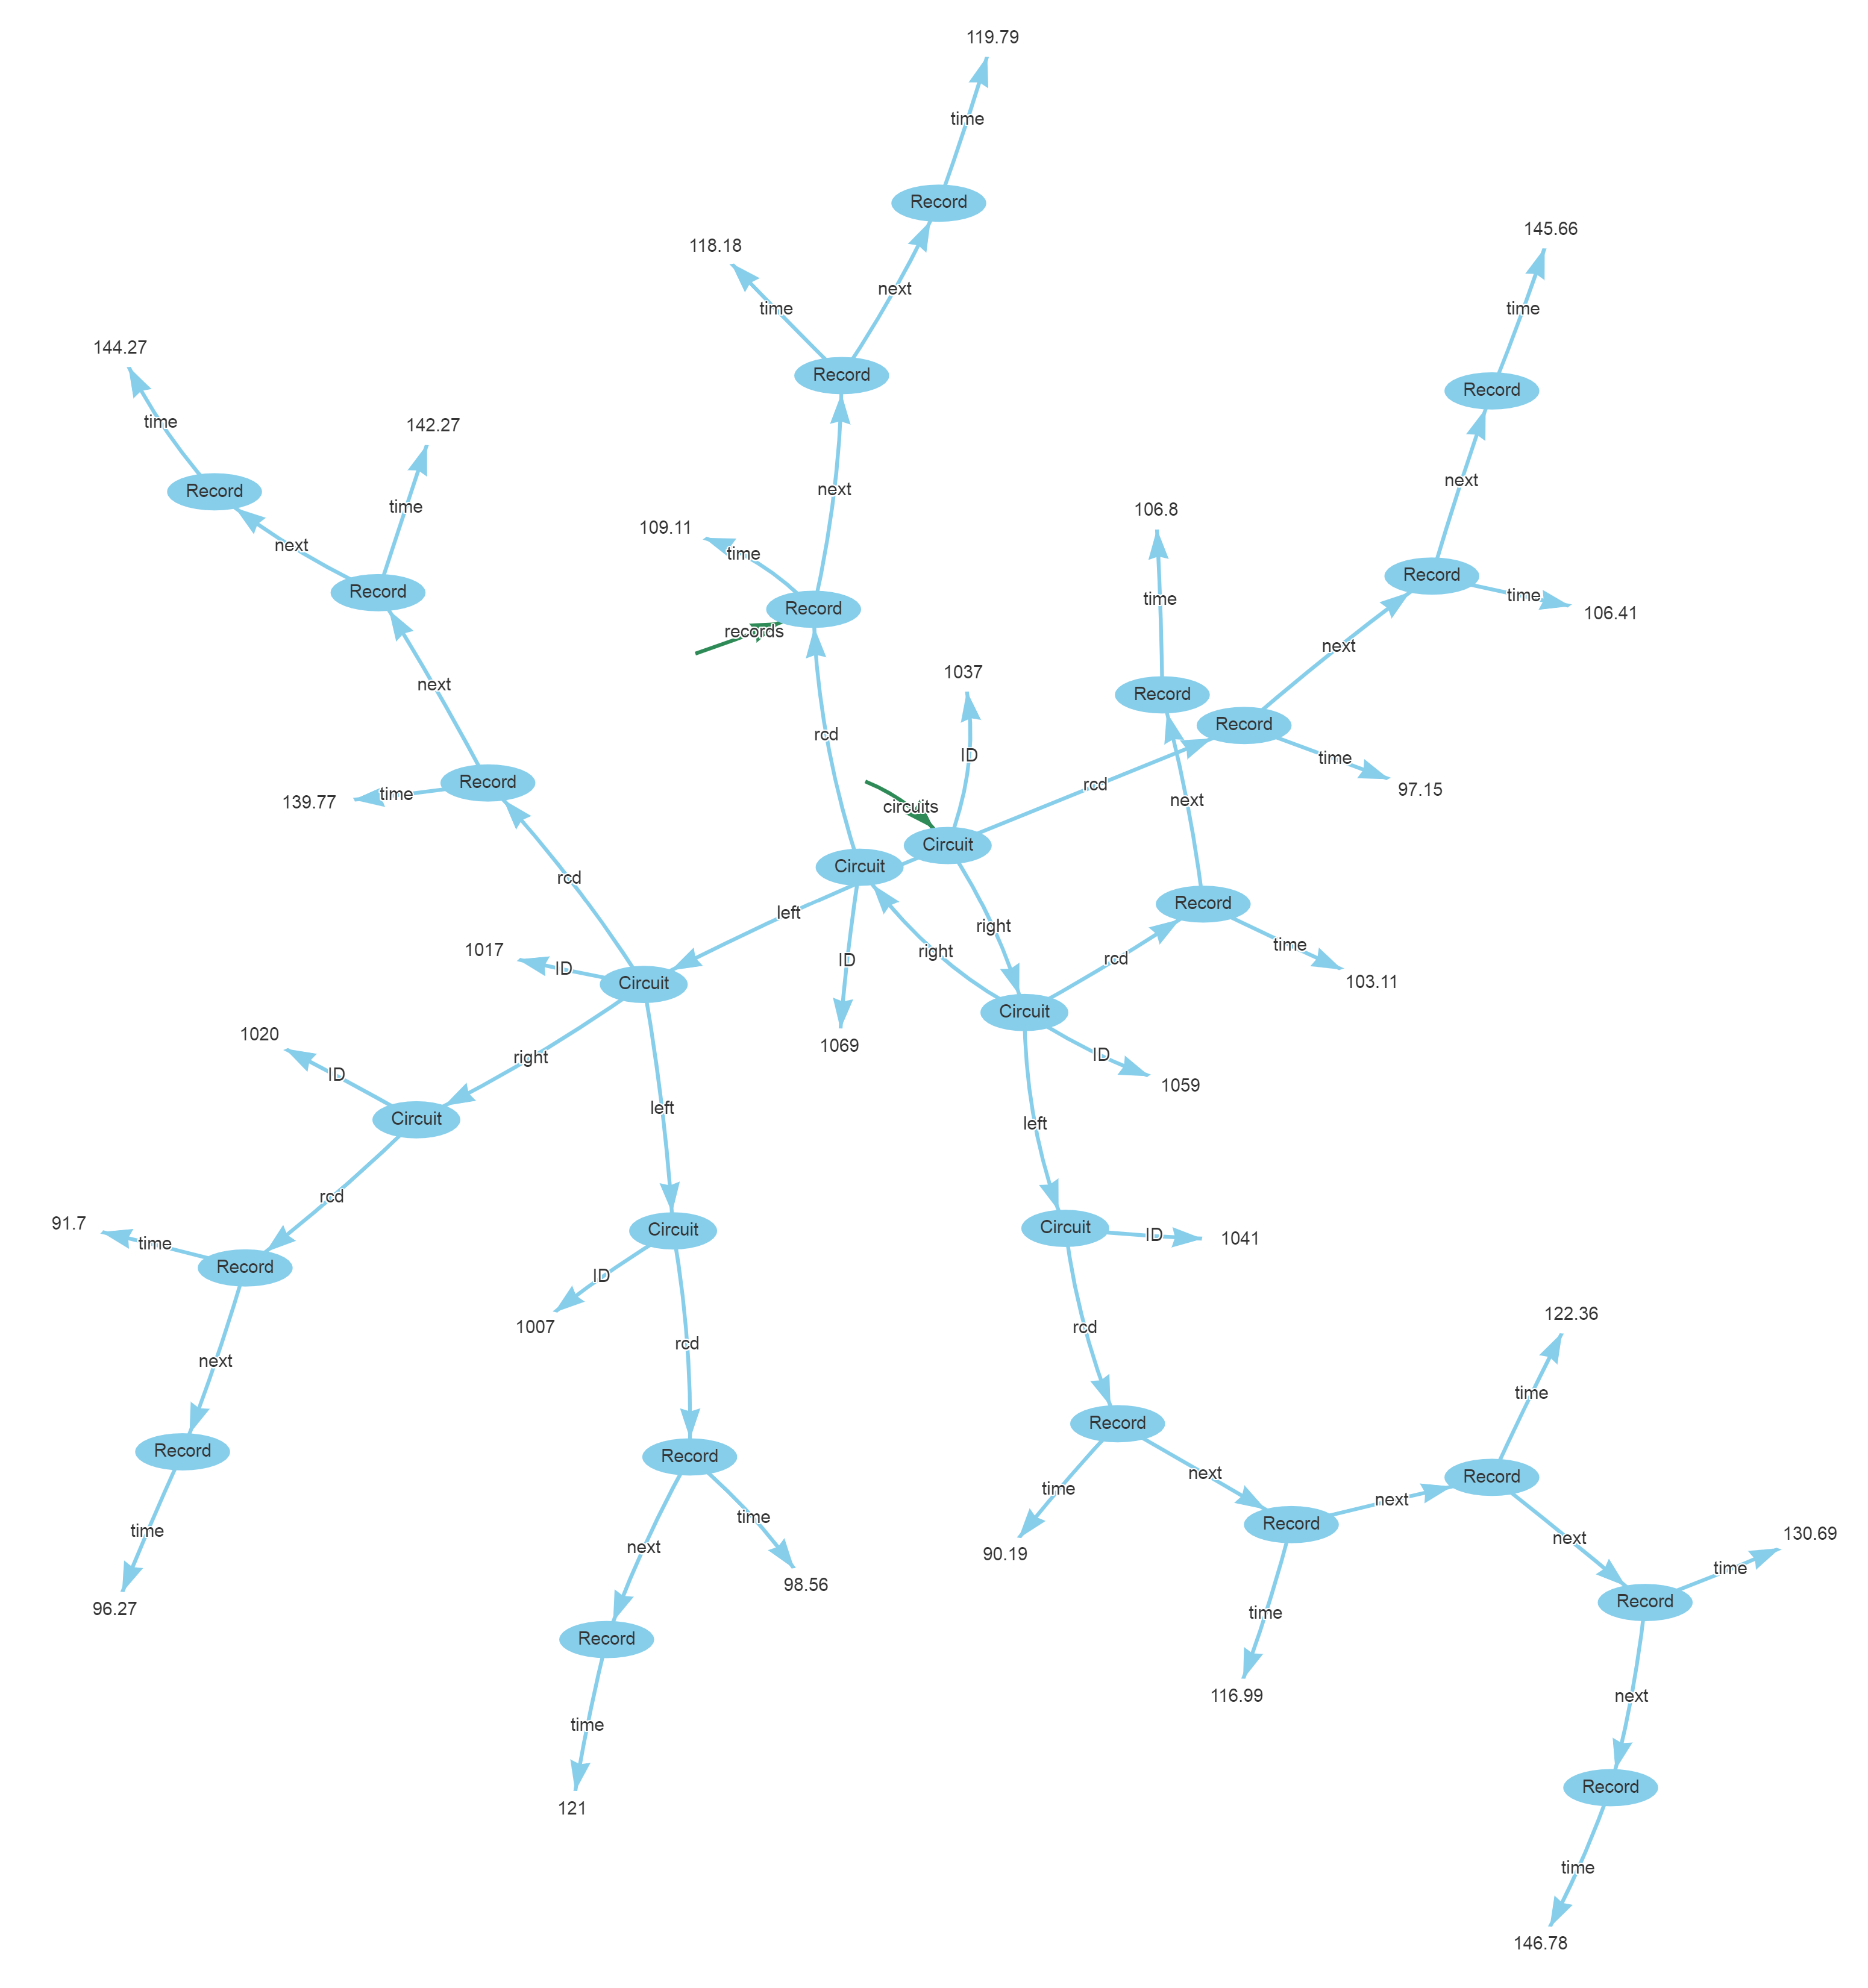 119.79
time
Record
145.66
118.18
next
time
time
144.27
Record
Record
time
142.27
next
Record
next
time
106.8
109.11
next
time
Record
time
106.41
Record
time
next
Record
records
next
1037
next
Record
Record
rcd
ID
time
Record
rcd
97.15
139.77
time
next
circuits
Circuit
Circuit
rcd
Record
left
right
time
1017
right
rcd
ID
ID
103.11
Circuit
Circuit
1020
1069
ID
right
1059
ID
left
Circuit
left
rcd
91.7
Circuit
Circuit
ID
1041
time
Record
ID
122.36
1007
rcd
rcd
next
time
Record
Record
next
Record
Record
time
next
time
time
next
Record
130.69
next
next
90.19
time
98.56
Record
96.27
time
Record
116.99
next
time
Record
121
time
146.78